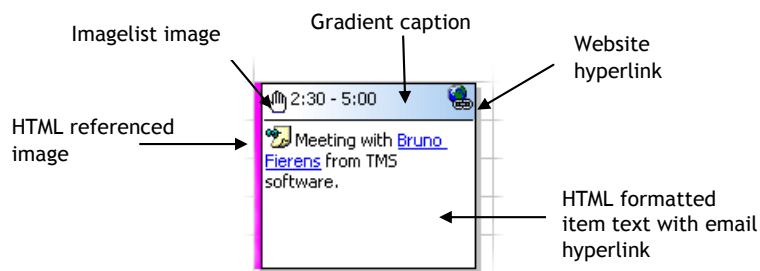 Imagelist image
Gradient caption
Website
hyperlink
2:30 - 5:00
HTML referenced
image
Meeting with Bruno
Fierens from TMS
software.
HTML formatted
item text with email
hyperlink